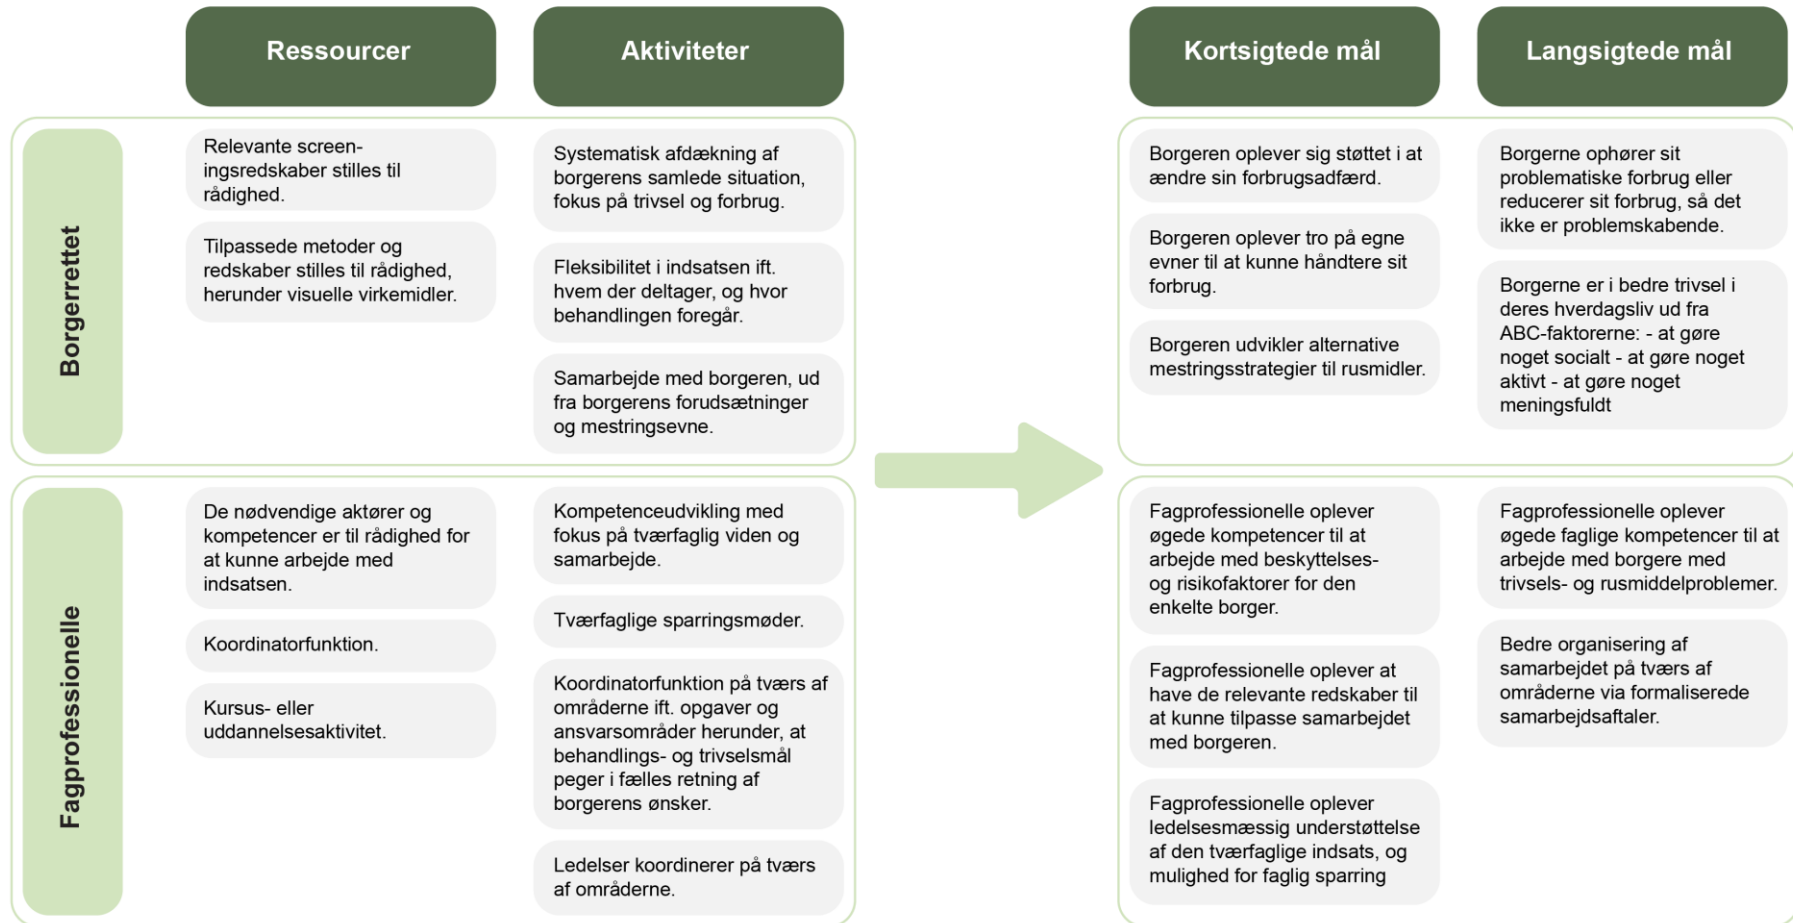 Ressourcer
Aktiviteter
Kortsigtede mål
Langsigtede mål
Borgerrettet
Relevante screen-
ingsredskaber stilles til
rådighed.
Tilpassede metoder og
redskaber stilles til rådighed,
herunder visuelle virkemidler.
Systematisk afdækning af
borgerens samlede situation,
fokus på trivsel og forbrug.
Fleksibilitet i indsatsen ift.
hvem der deltager, og hvor
behandlingen foregår.
Samarbejde med borgeren, ud
fra borgerens forudsætninger
og mestringsevne.
Borgeren oplever sig støttet i at
ændre sin forbrugsadfærd.
Borgeren oplever tro på egne
evner til at kunne håndtere sit
forbrug.
Borgeren udvikler alternative
mestringsstrategier til rusmidler.
Borgerne ophører sit
problematiske forbrug eller
reducerer sit forbrug, så det
ikke er problemskabende.
Borgerne er i bedre trivsel i
deres hverdagsliv ud fra
ABC-faktorerne: - at gøre
noget socialt - at gøre noget
aktivt - at gøre noget
meningsfuldt
Fagprofessionelle
De nødvendige aktører og
kompetencer er til rådighed for
at kunne arbejde med
indsatsen.
Koordinatorfunktion.
Kursus- eller
uddannelsesaktivitet.
Kompetenceudvikling med
fokus på tværfaglig viden og
samarbejde.
Tværfaglige sparringsmøder.
Koordinatorfunktion på tværs af
områderne ift. opgaver og
ansvarsområder herunder, at
behandlings- og trivselsmål
peger i fælles retning af
borgerens ønsker.
Ledelser koordinerer på tværs
af områderne.
Fagprofessionelle oplever
øgede kompetencer til at
arbejde med beskyttelses-
og risikofaktorer for den
enkelte borger.
Fagprofessionelle oplever at
have de relevante redskaber til
at kunne tilpasse samarbejdet
med borgeren.
Fagprofessionelle oplever
ledelsesmæssig understøttelse
af den tværfaglige indsats, og
mulighed for faglig sparring
Fagprofessionelle oplever
øgede faglige kompetencer til at
arbejde med borgere med
trivsels- og rusmiddelproblemer.
Bedre organisering af
samarbejdet på tværs af
områderne via formaliserede
samarbejdsaftaler.